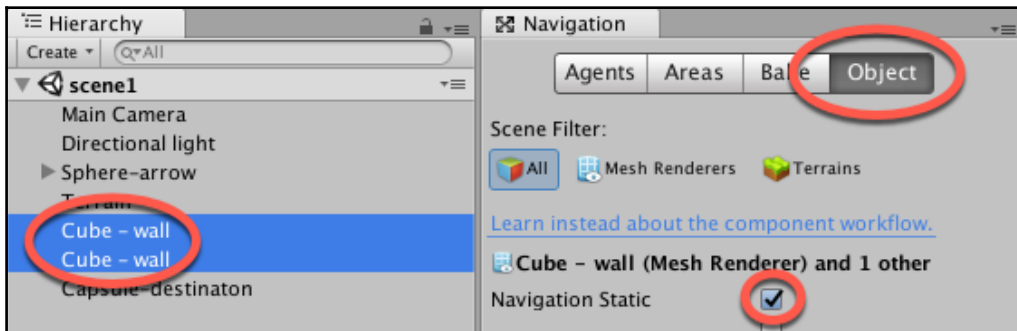 Hierarchy
Create
All
scene1
Main Camera
Directional light
Sphere-arrow
Terrain
Cube - wall
Cube - wall
Capsule-destinaton
Navigation
Agents Areas Bake Object
Scene Filter:
All Mesh Renderers Terrains
Learn instead about the component workflow.
Cube - wall (Mesh Renderer) and 1 other
Navigation Static